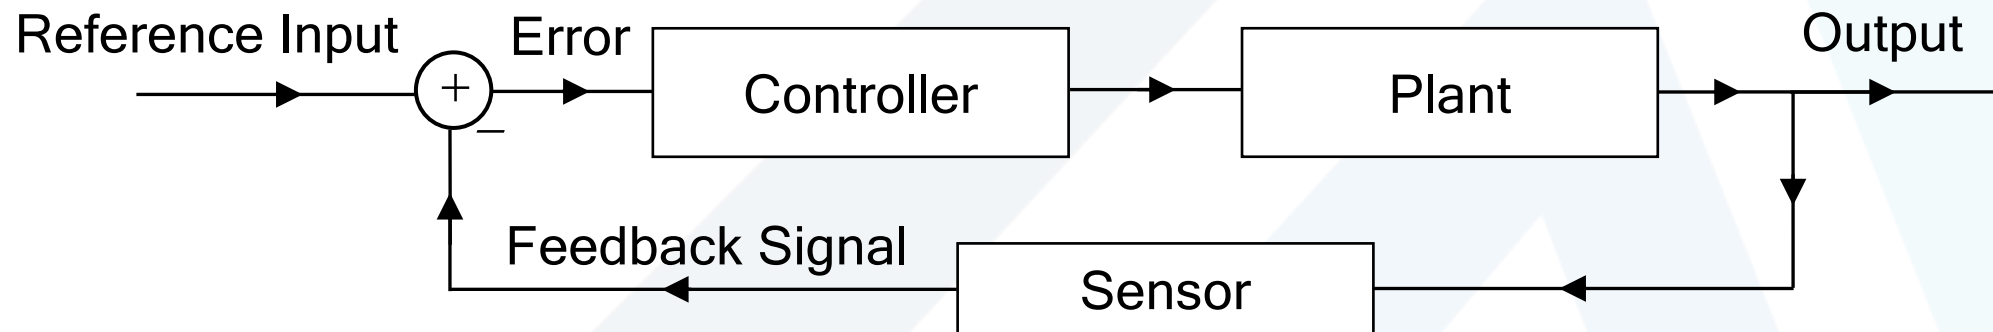 Reference Input
Error
Controller
Plant
Output
+
−
Feedback Signal
Sensor